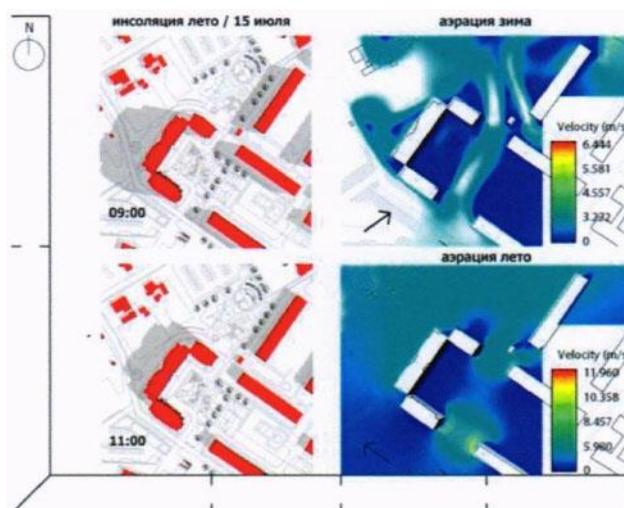 инсоляция лето / 15 июля
аэрация зима
N
Velocity (m/s
6.444
5.581
4.557
3.222
0
09:00
аэрация лето
Velocity (m/s
11.960
10.358
8.457
5.980
0
11:00